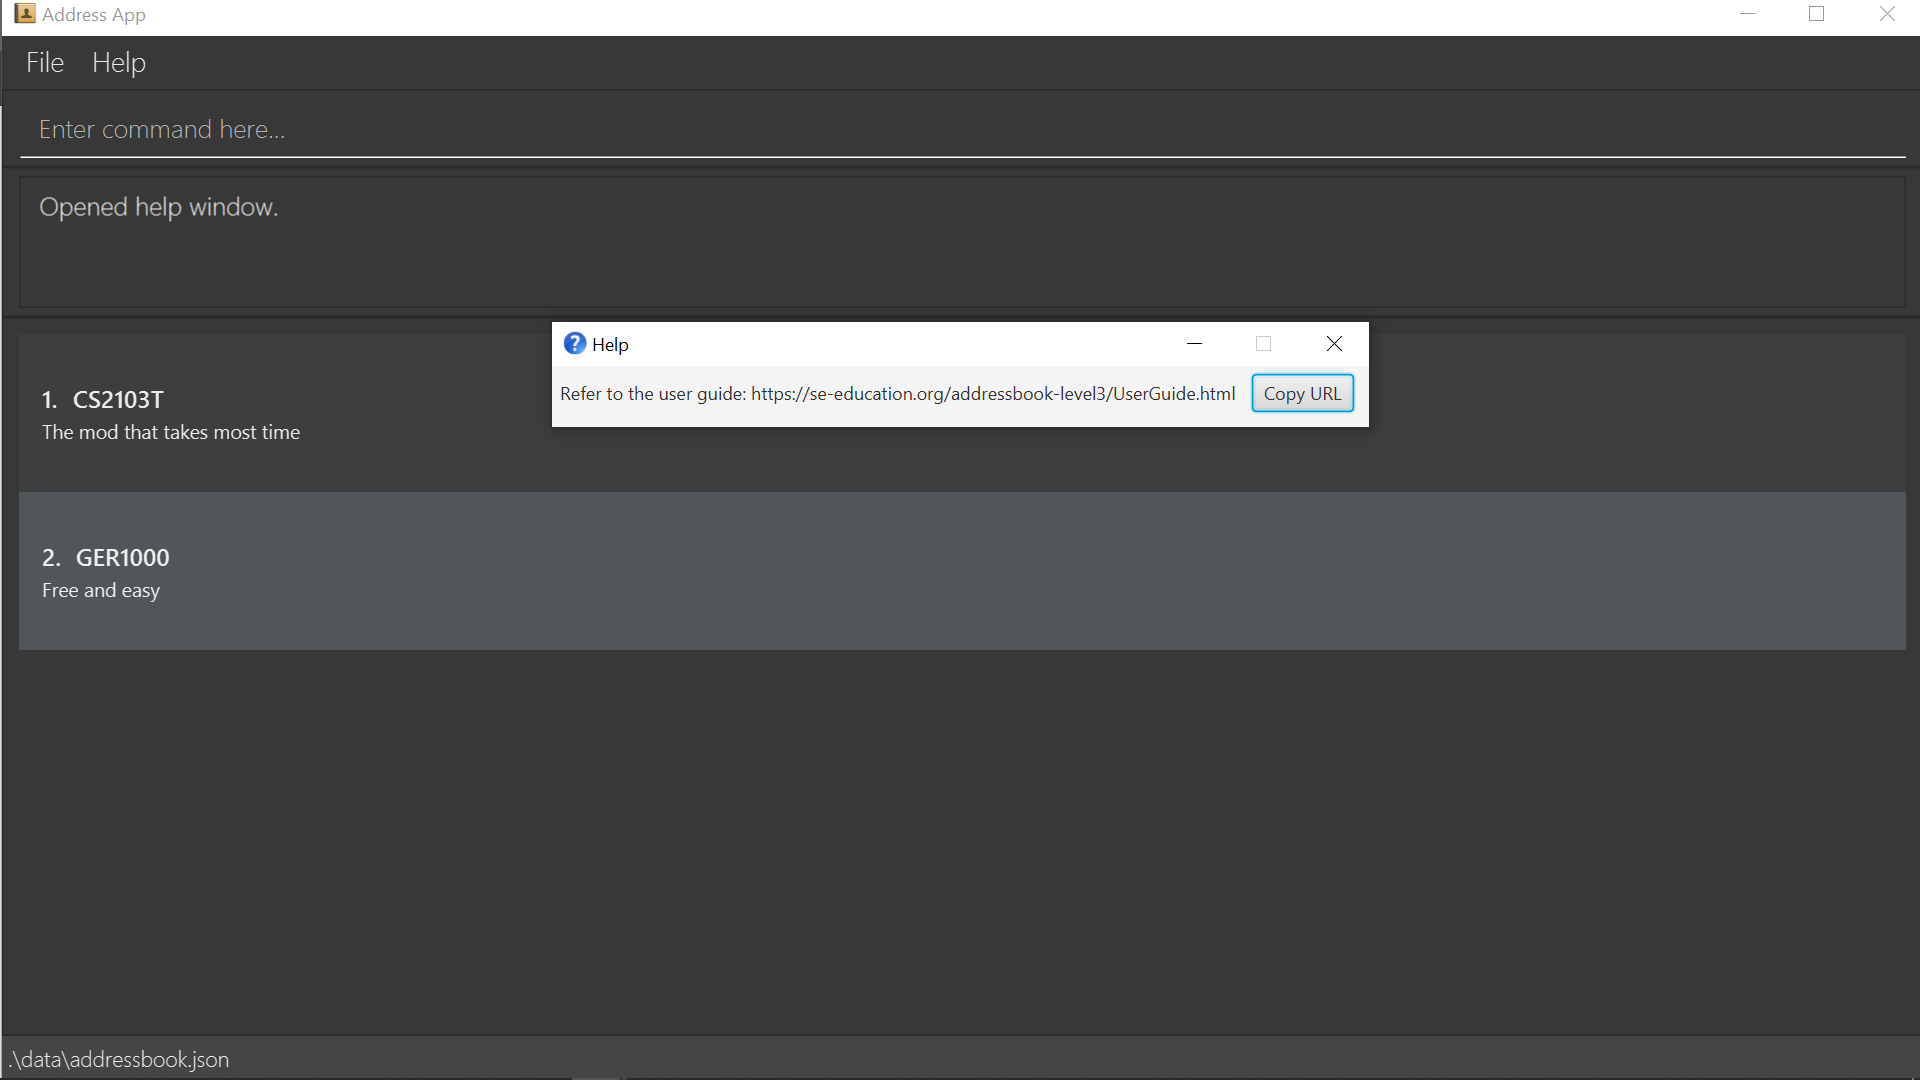 Address App
File Help
Enter command here...
Opened help window.
Help
Refer to the user guide: https://se-education.org/addressbook-level3/UserGuide.html Copy URL
1. CS2103T
The mod that takes most time
2. GER1000
Free and easy
.\data\addressbook.json